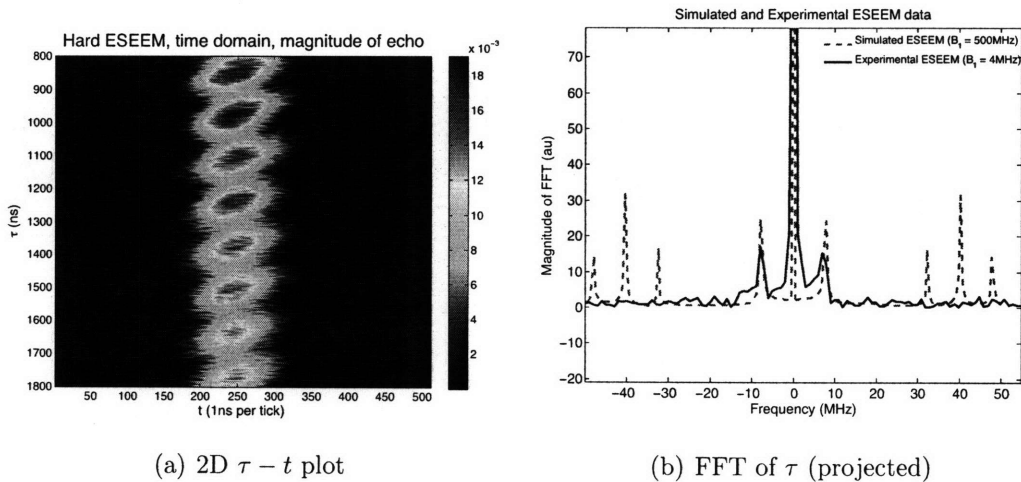 Hard ESEEM, time domain, magnitude of echo
× 10⁻³
800
900
1000
1100
1200
1300
1400
1500
1600
1700
1800
τ (ns)
50 100 150 200 250 300 350 400 450 500
t (1ns per tick)
16
14
12
10
8
6
4
2
(a) 2D τ − t plot
Simulated and Experimental ESEEM data
Simulated ESEEM (B₁ = 500MHz)
Experimental ESEEM (B₁ = 4MHz)
70
60
50
40
30
20
10
0
−10
−20
Magnitude of FFT (au)
−40 −30 −20 −10 0 10 20 30 40 50
Frequency (MHz)
(b) FFT of τ (projected)